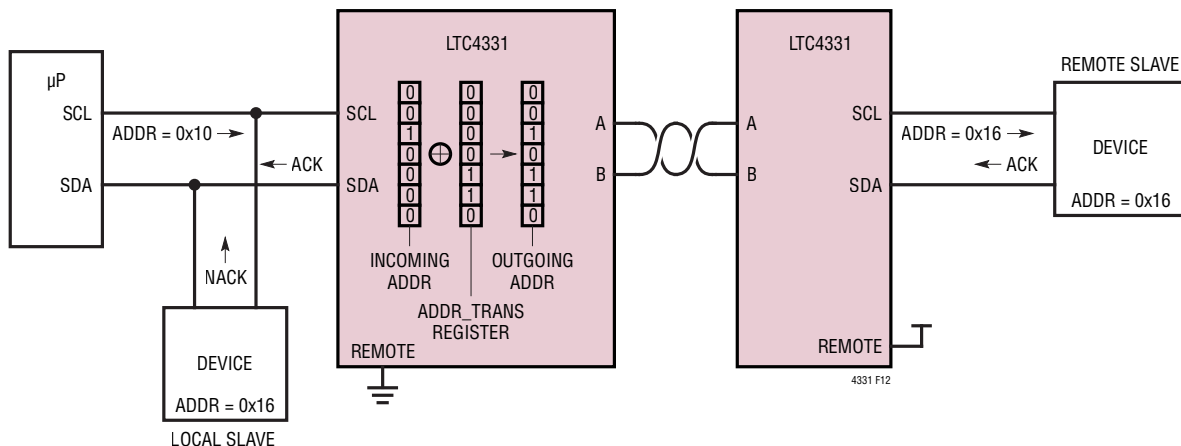 µP
SCL
ADDR = 0x10
SDA
ACK
NACK
DEVICE
ADDR = 0x16
LOCAL SLAVE
LTC4331
SCL
SDA
0
0
1
0
0
0
0
0
0
0
0
1
1
0
0
0
1
0
1
1
0
INCOMING
ADDR
ADDR_TRANS
REGISTER
OUTGOING
ADDR
REMOTE
A
B
LTC4331
A
B
SCL
SDA
REMOTE
4331 F12
ADDR = 0x16
ACK
REMOTE SLAVE
DEVICE
ADDR = 0x16